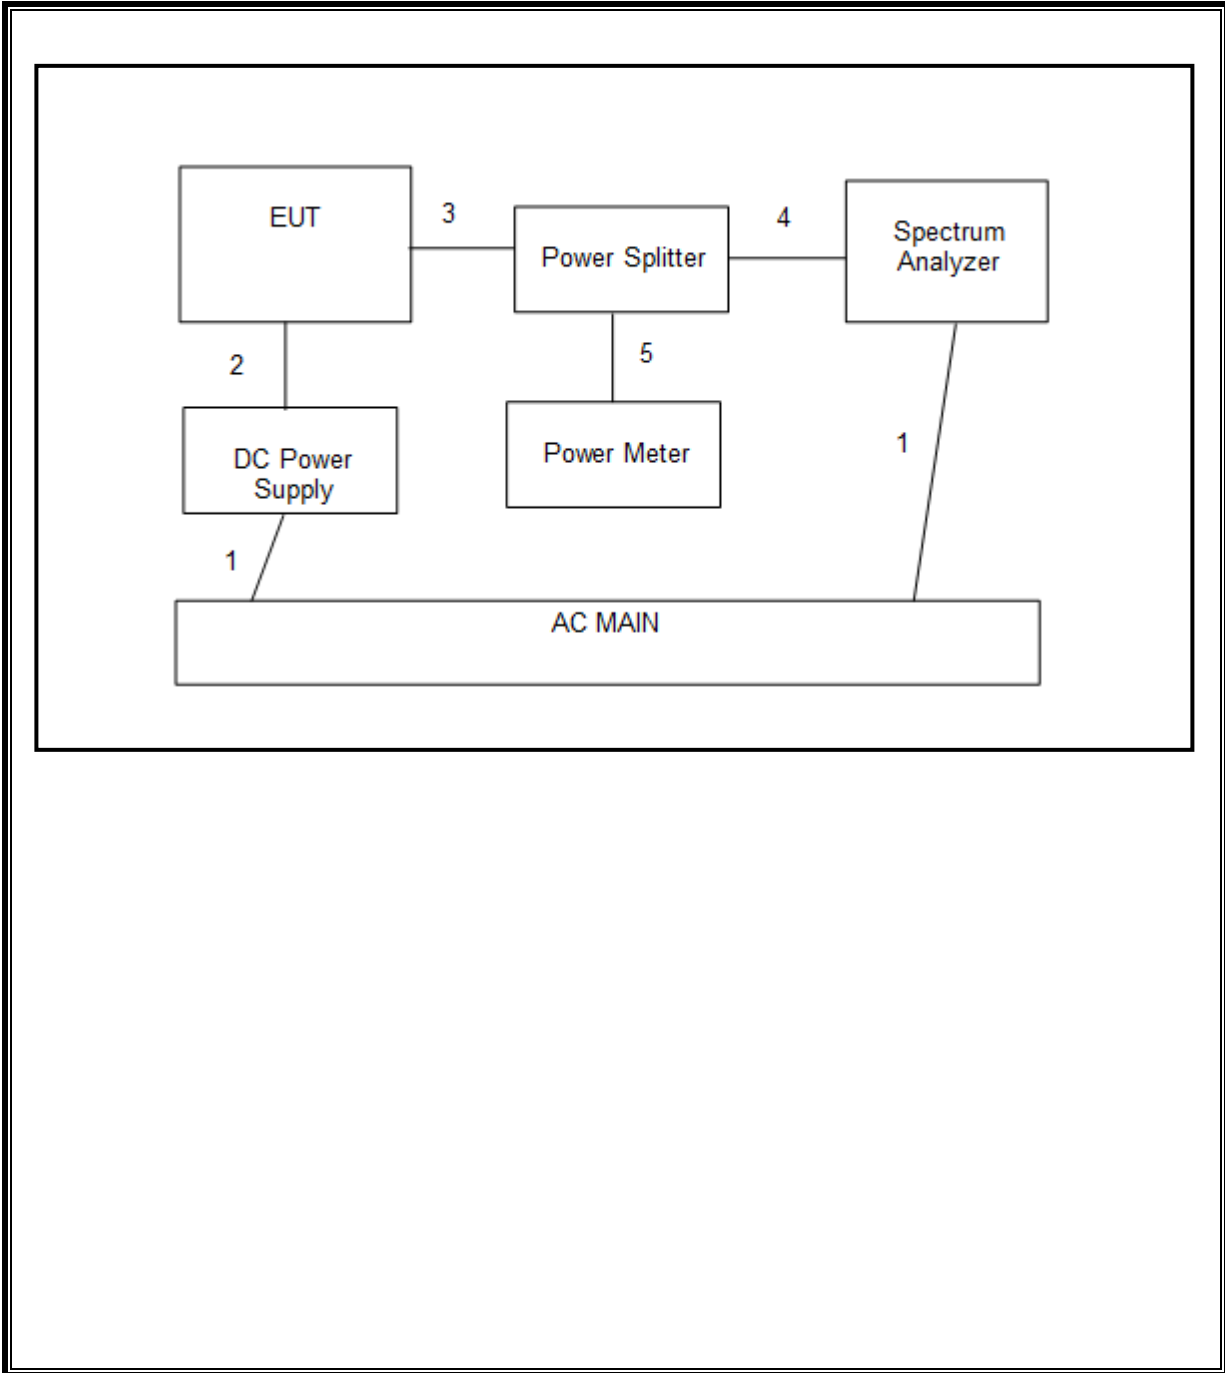 EUT
3
Power Splitter
4
Spectrum
Analyzer
2
5
DC Power
Supply
Power Meter
1
1
AC MAIN